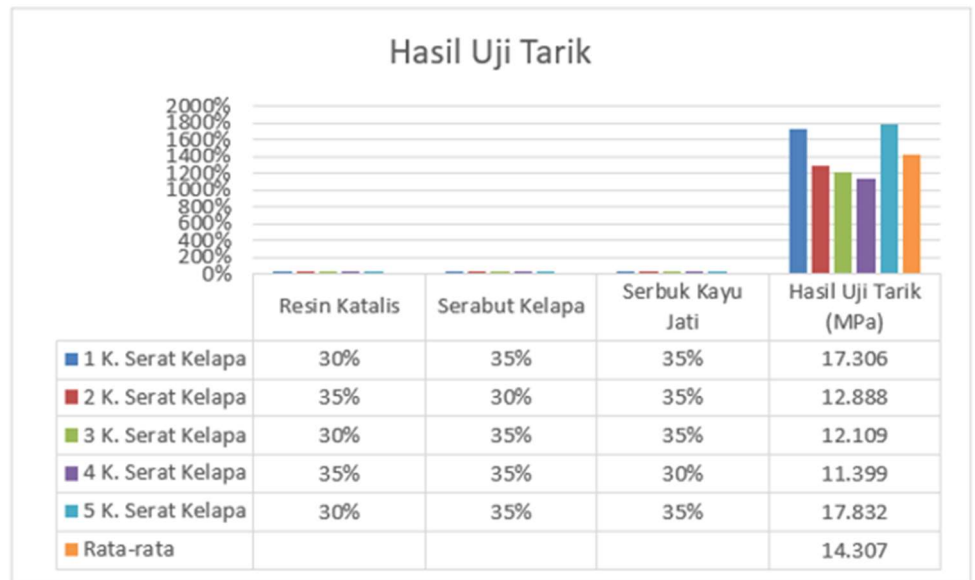 Hasil Uji Tarik
2000%
1800%
1600%
1400%
1200%
1000%
800%
600%
400%
200%
0%
Resin Katalis Serabut Kelapa Serbuk Kayu Jati Hasil Uji Tarik (MPa)
1 K. Serat Kelapa 30% 35% 35% 17.306
2 K. Serat Kelapa 35% 30% 35% 12.888
3 K. Serat Kelapa 30% 35% 35% 12.109
4 K. Serat Kelapa 35% 35% 30% 11.399
5 K. Serat Kelapa 30% 35% 35% 17.832
Rata-rata 14.307